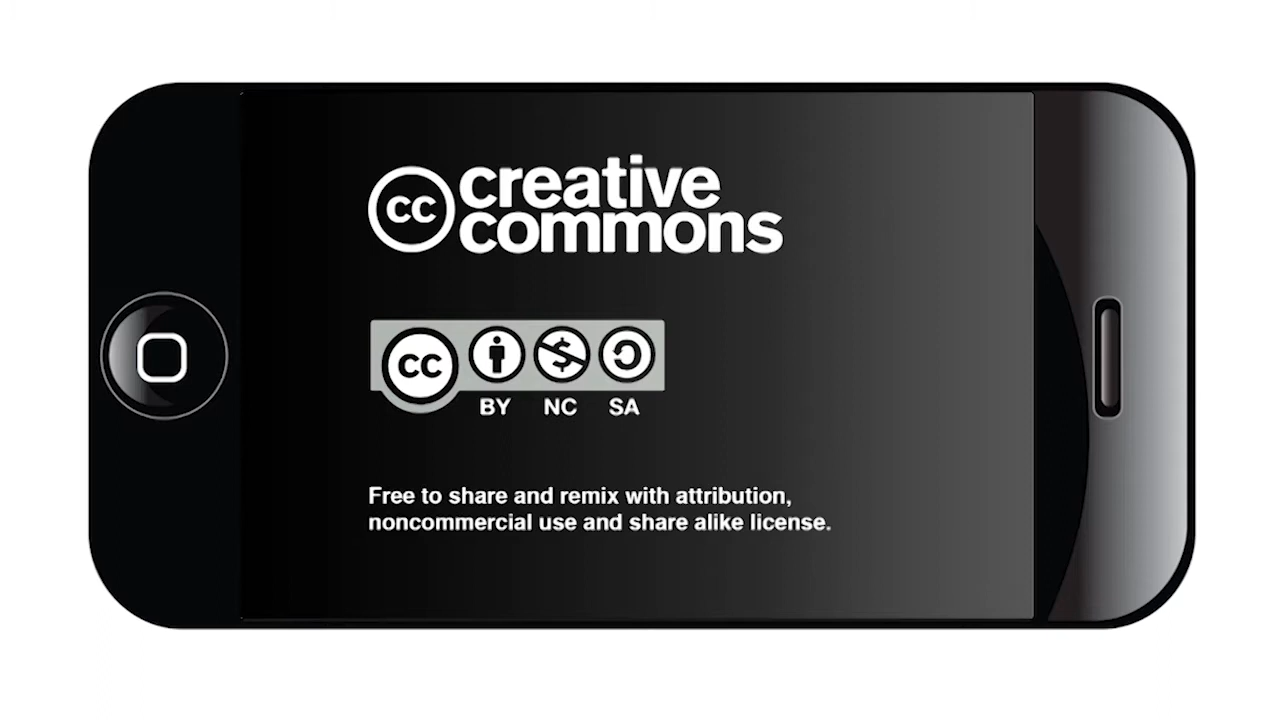 cc creative
commons
cc
BY NC SA
Free to share and remix with attribution,
noncommercial use and share alike license.